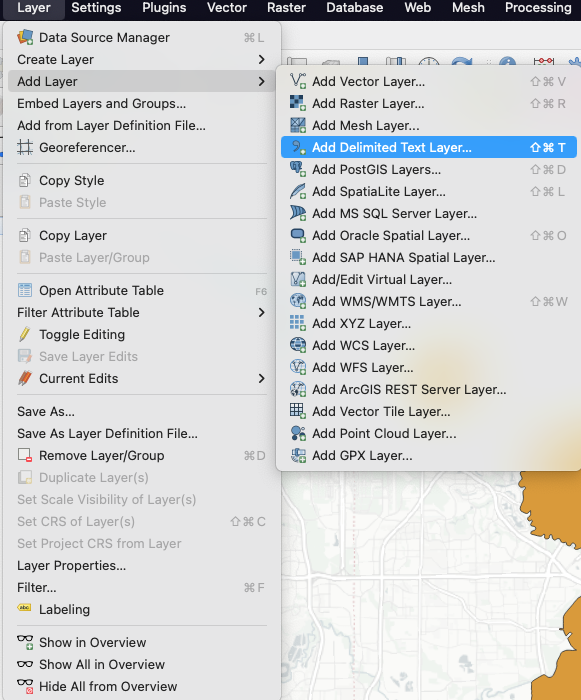 Layer Settings Plugins Vector Raster Database Web Mesh Processing
Data Source Manager ⌘L
Create Layer
Add Layer
Embed Layers and Groups...
Add from Layer Definition File...
Georeferencer...
Copy Style
Paste Style
Copy Layer
Paste Layer/Group
Open Attribute Table F6
Filter Attribute Table
Toggle Editing
Save Layer Edits
Current Edits
Save As...
Save As Layer Definition File...
Remove Layer/Group ⌘D
Duplicate Layer(s)
Set Scale Visibility of Layer(s)
Set CRS of Layer(s) ⇧⌘C
Set Project CRS from Layer
Layer Properties...
Filter... ⌘F
abc Labeling
Show in Overview
Show All in Overview
Hide All from Overview
Add Vector Layer... ⇧⌘V
Add Raster Layer... ⇧⌘R
Add Mesh Layer...
Add Delimited Text Layer... ⇧⌘T
Add PostGIS Layers... ⇧⌘D
Add SpatiaLite Layer... ⇧⌘L
Add MS SQL Server Layer...
Add Oracle Spatial Layer... ⇧⌘O
Add SAP HANA Spatial Layer...
Add/Edit Virtual Layer...
Add WMS/WMTS Layer... ⇧⌘W
Add XYZ Layer...
Add WCS Layer...
Add WFS Layer...
Add ArcGIS REST Server Layer...
Add Vector Tile Layer...
Add Point Cloud Layer...
Add GPX Layer...